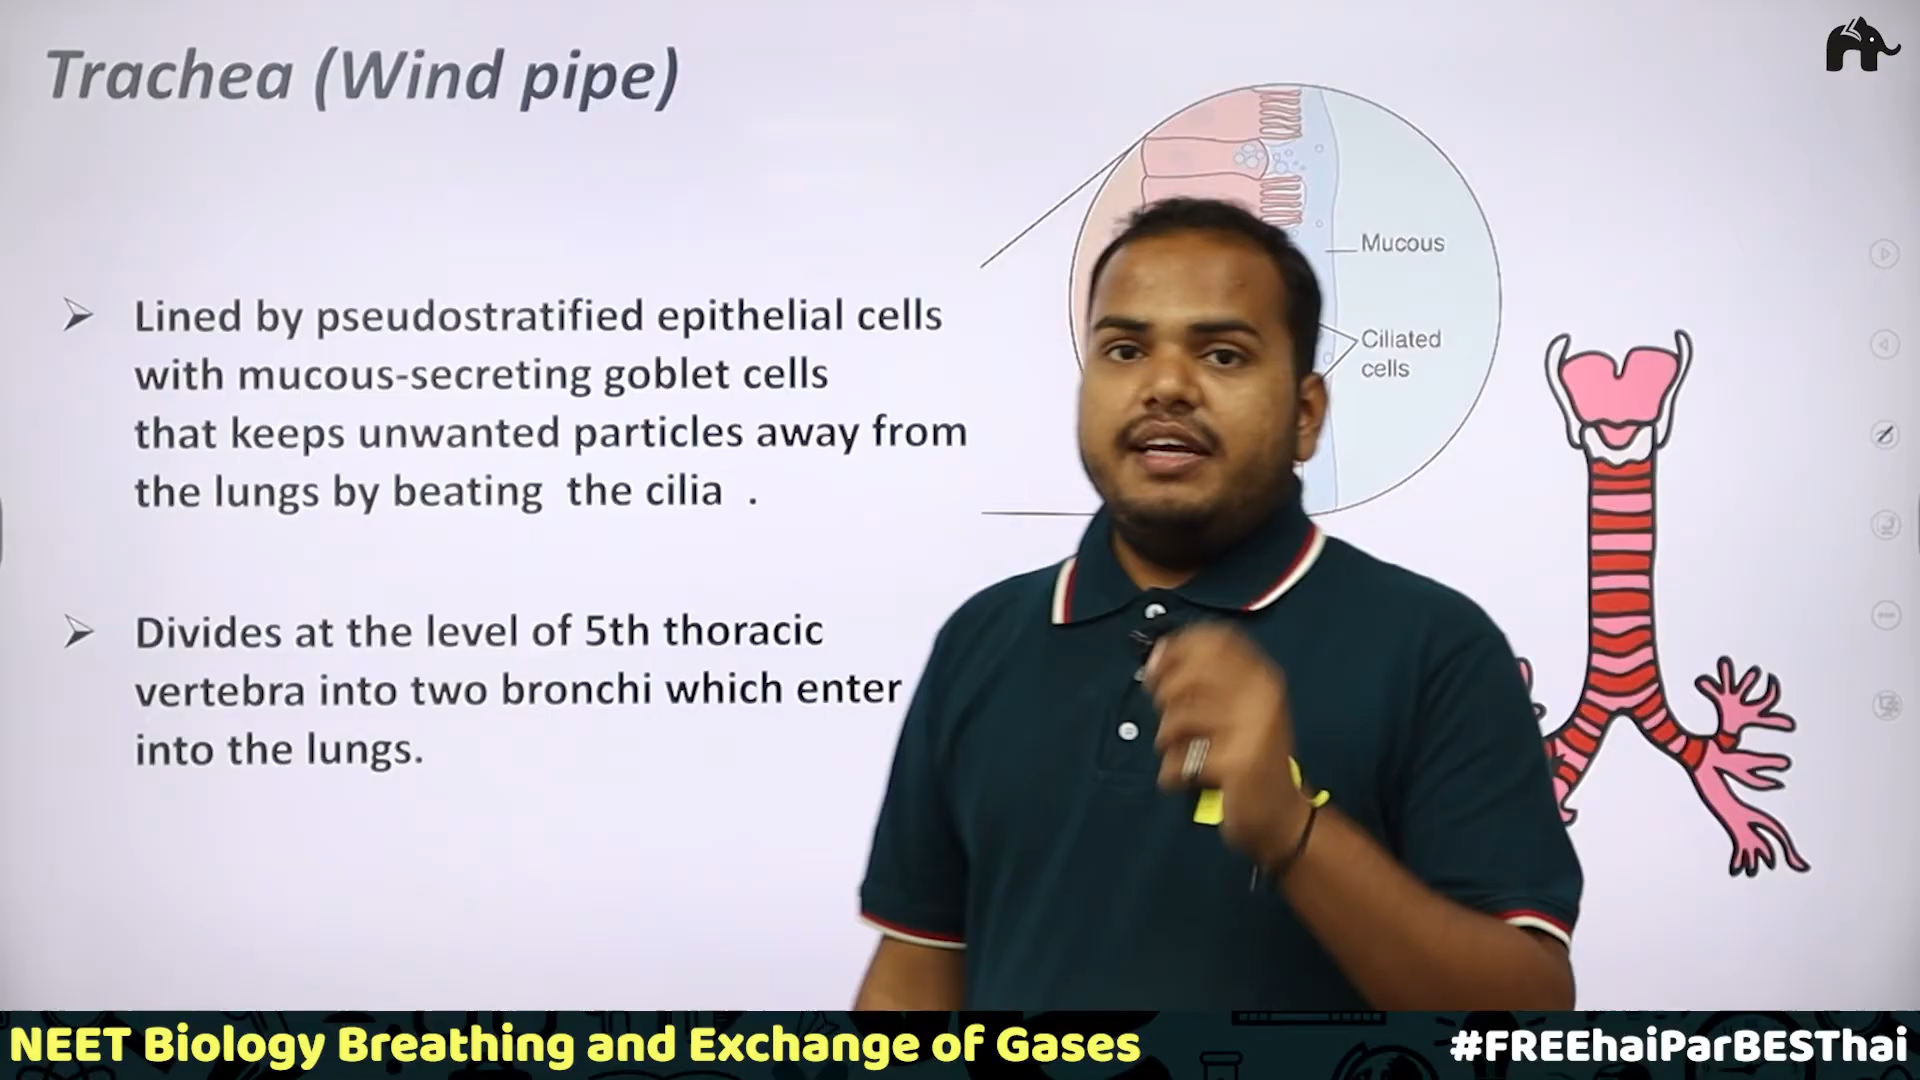 Trachea (Wind pipe)
Mucous
Ciliated
cells
Lined by pseudostratified epithelial cells
with mucous-secreting goblet cells
that keeps unwanted particles away from
the lungs by beating the cilia .
Divides at the level of 5th thoracic
vertebra into two bronchi which enter
into the lungs.
NEET Biology Breathing and Exchange of Gases
#FREEhaiParBESThai